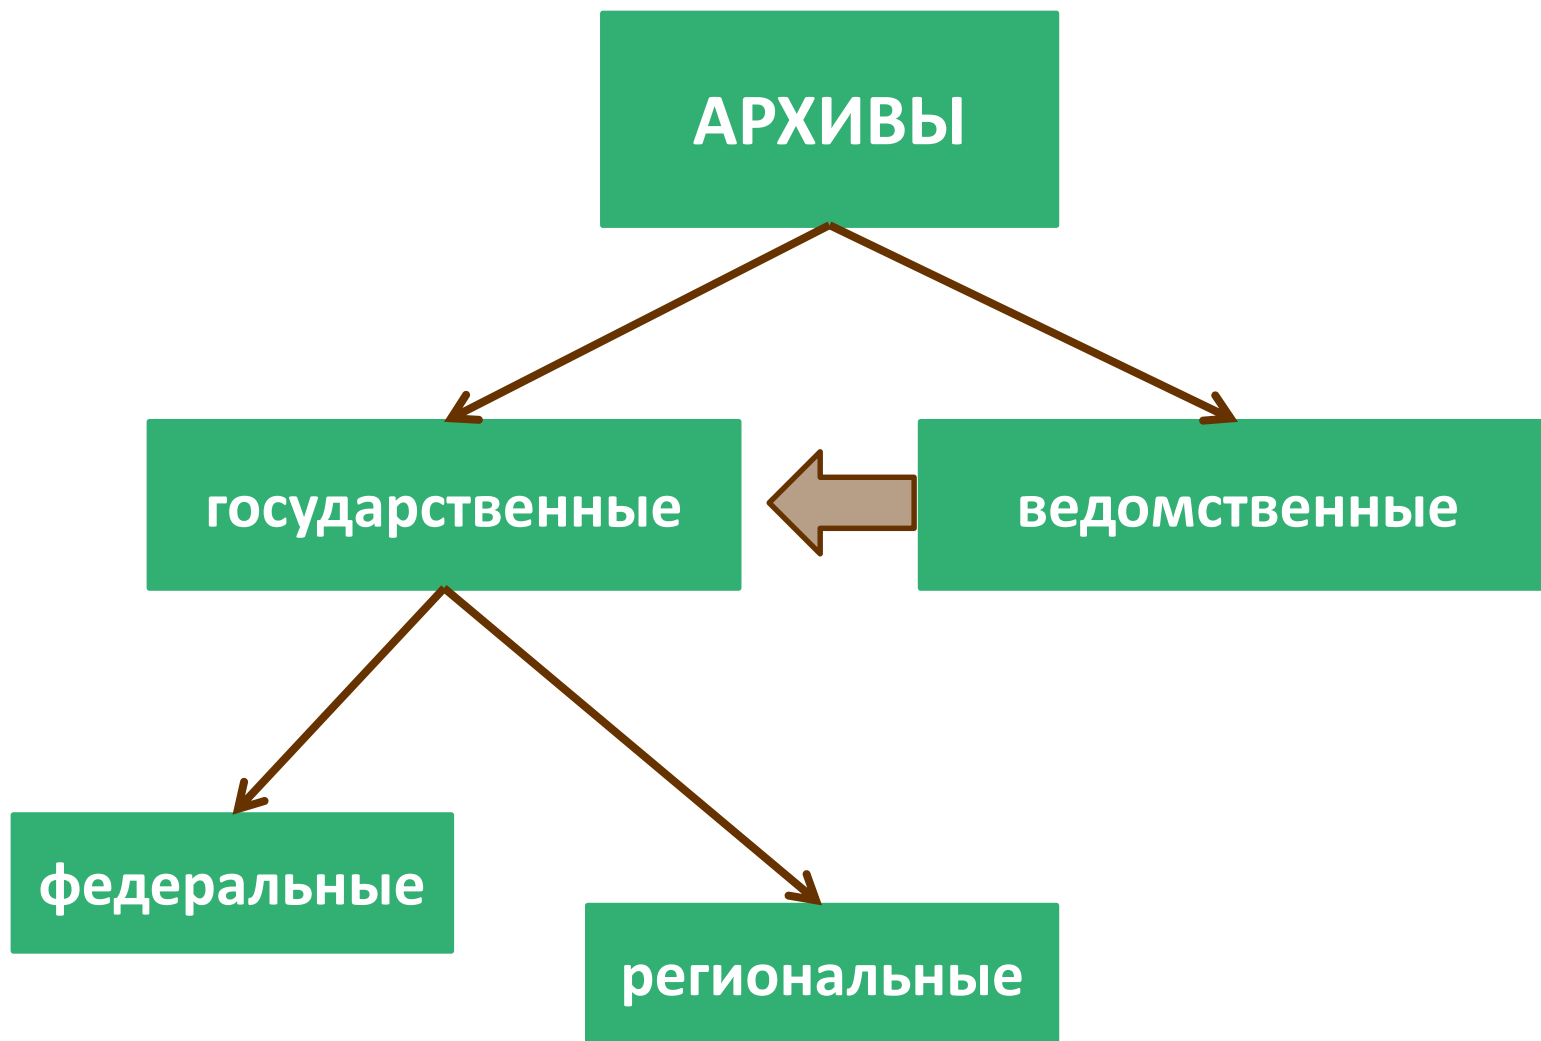 АРХИВЫ
государственные
ведомственные
федеральные
региональные